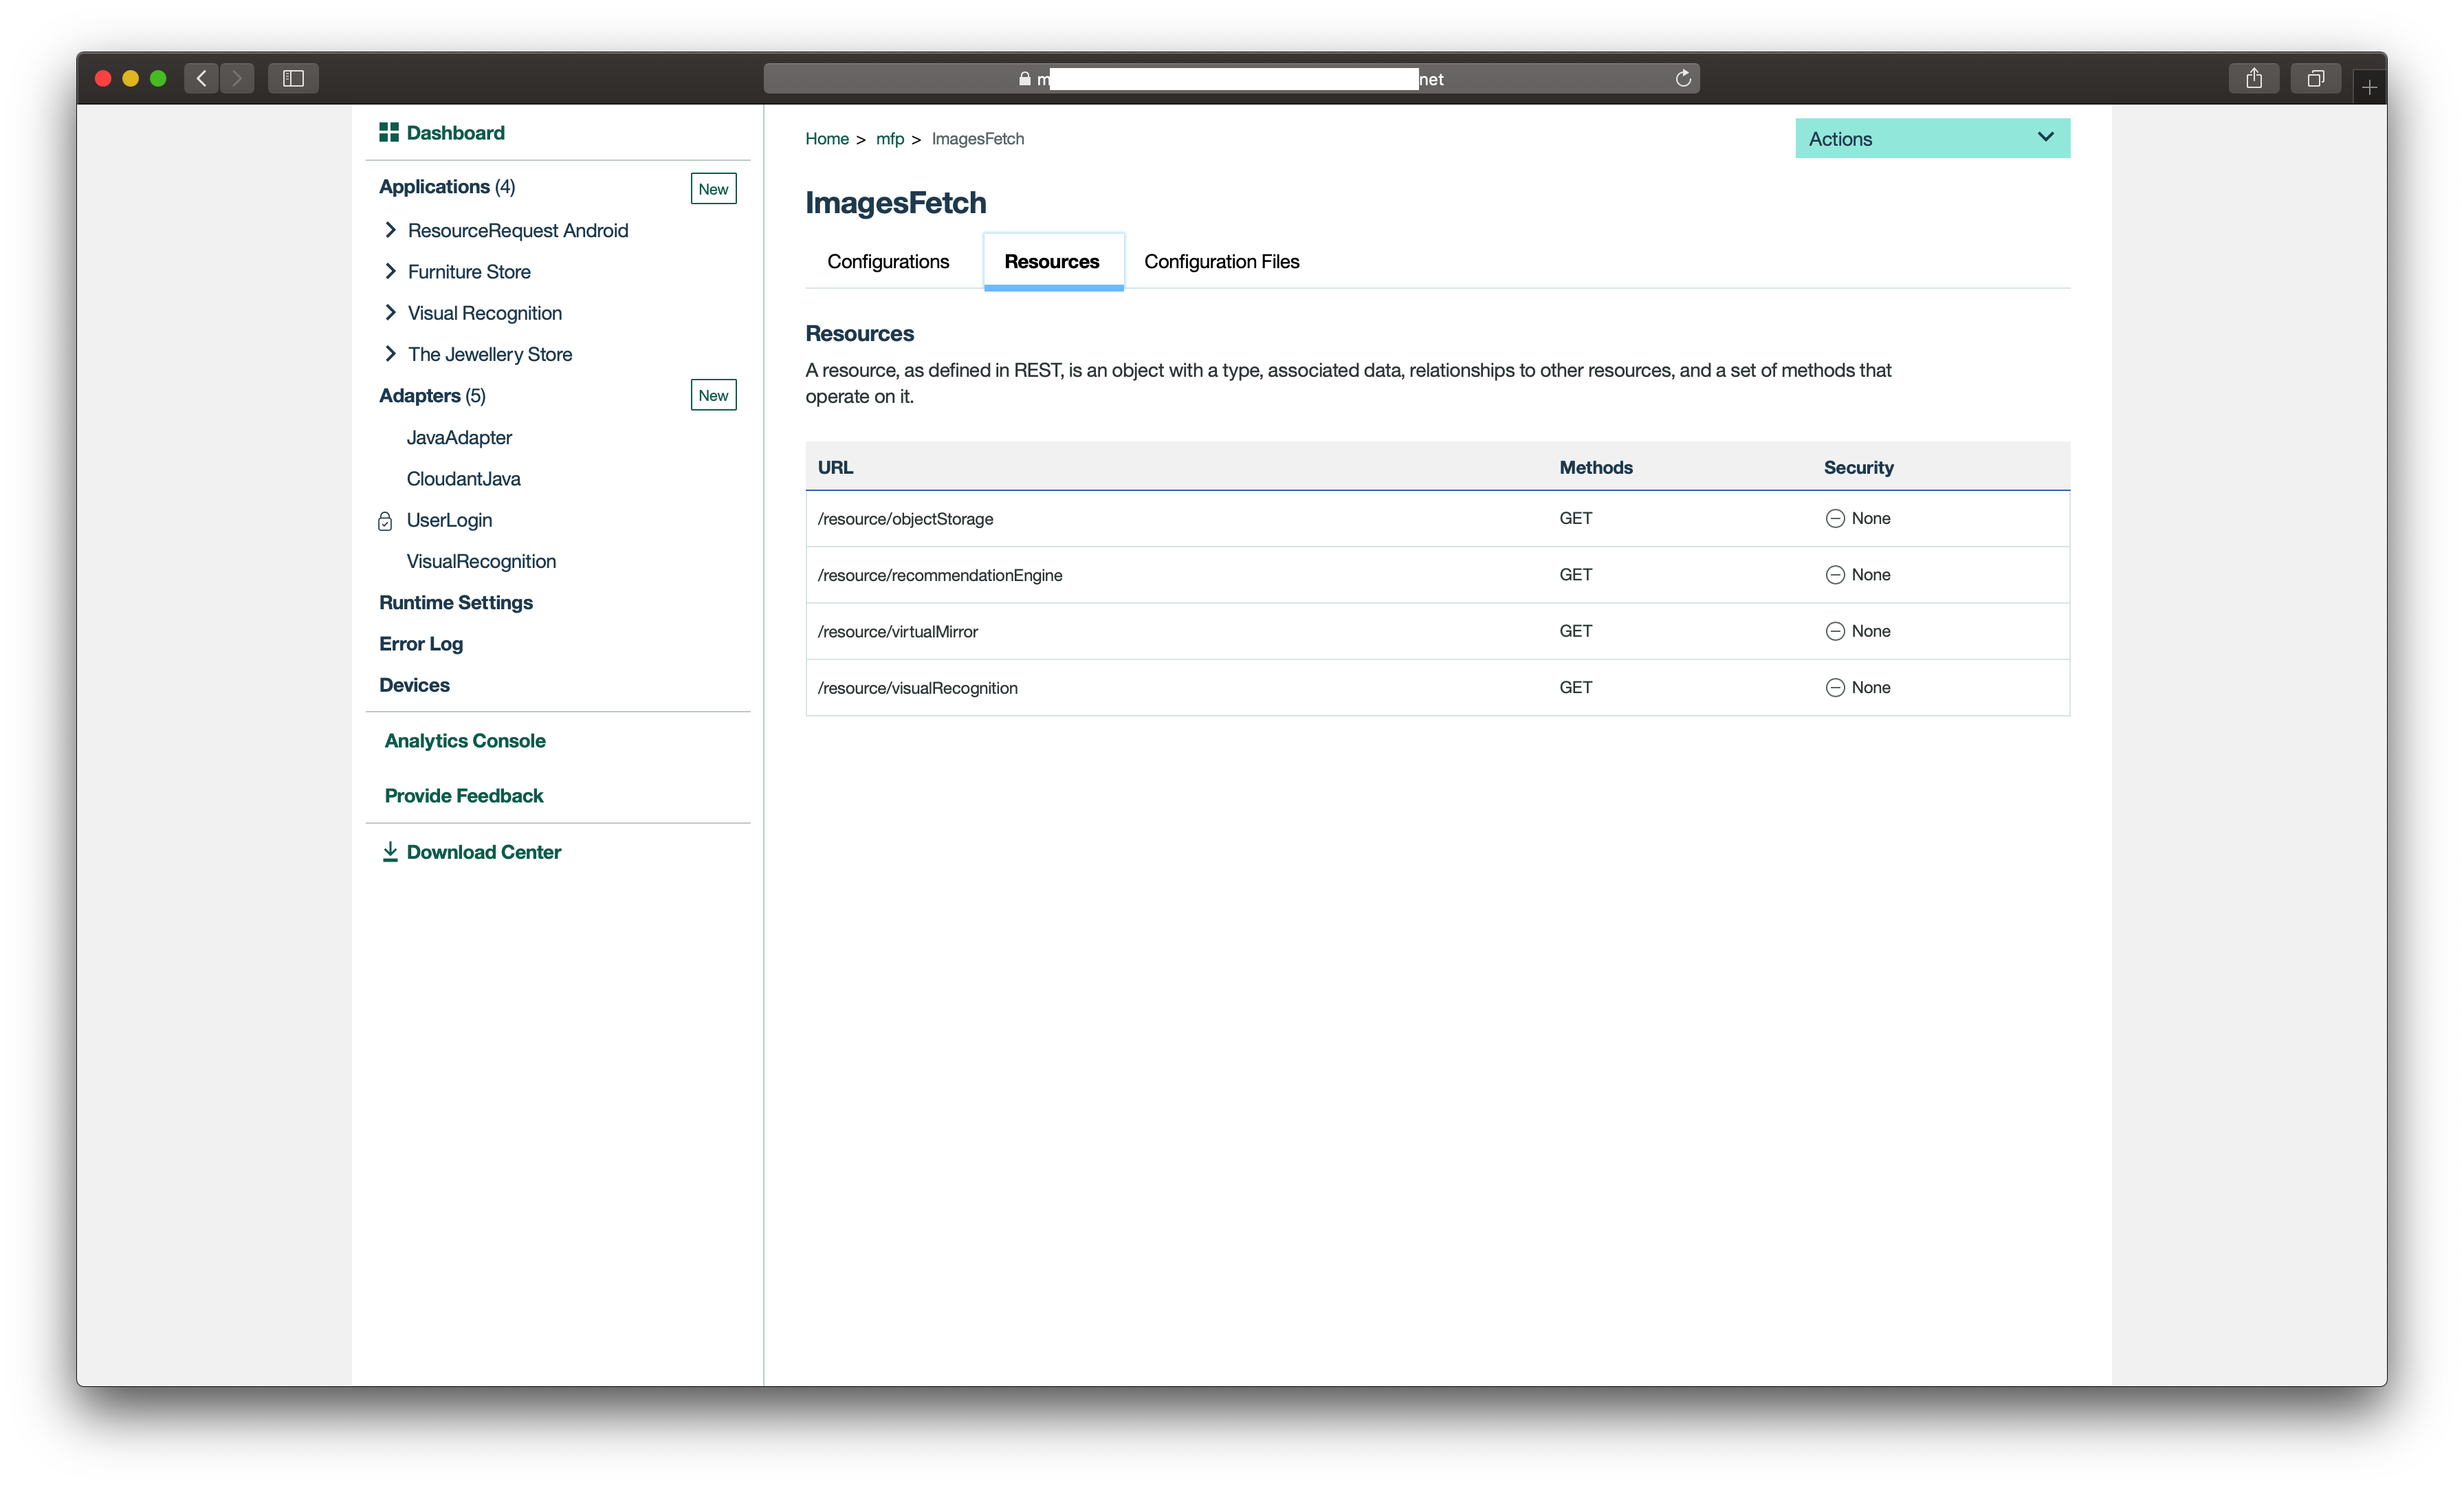 m
net
Dashboard
Applications (4)
New
ResourceRequest Android
Furniture Store
Visual Recognition
The Jewellery Store
Adapters (5)
New
JavaAdapter
CloudantJava
UserLogin
VisualRecognition
Runtime Settings
Error Log
Devices
Analytics Console
Provide Feedback
Download Center
Home > mfp > ImagesFetch
Actions
ImagesFetch
Configurations Resources Configuration Files
Resources
A resource, as defined in REST, is an object with a type, associated data, relationships to other resources, and a set of methods that
operate on it.
URL Methods Security
/resource/objectStorage GET None
/resource/recommendationEngine GET None
/resource/virtualMirror GET None
/resource/visualRecognition GET None